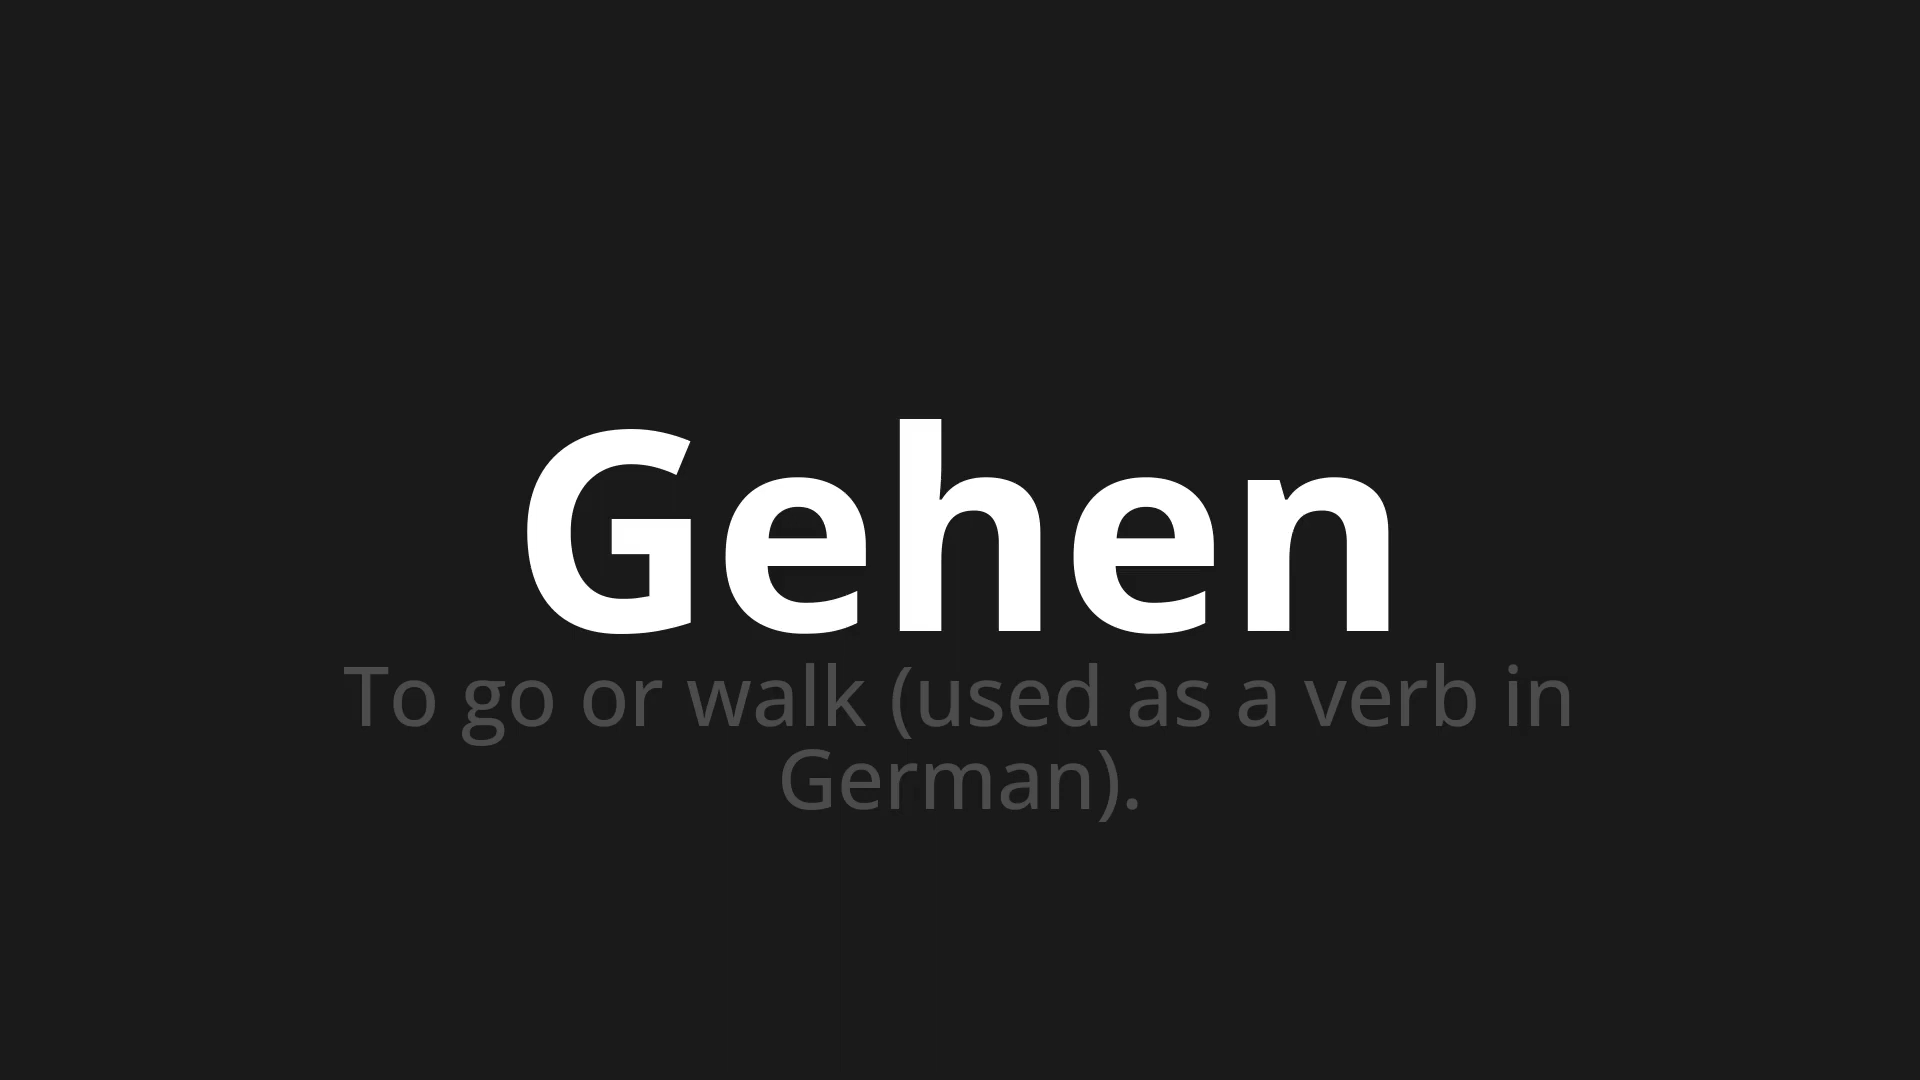 Gehen
To go or walk (used as a verb in
German).